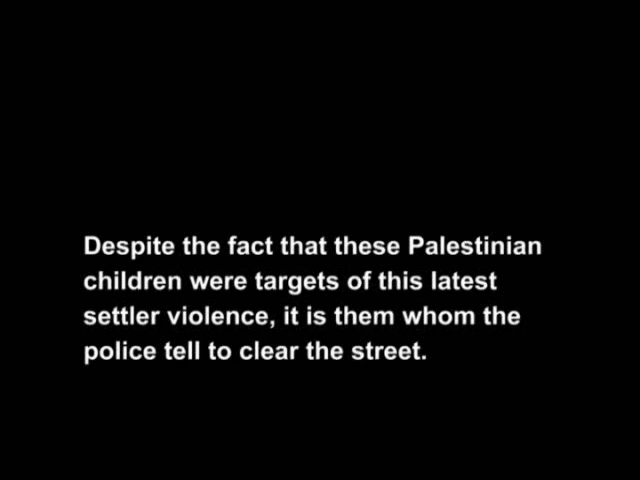 Despite the fact that these Palestinian
children were targets of this latest
settler violence, it is them whom the
police tell to clear the street.